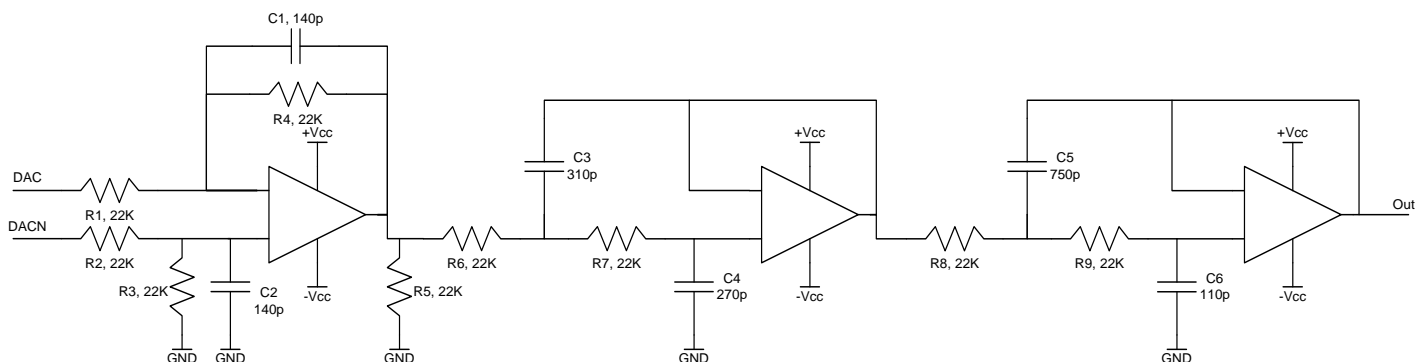 C1, 140p
R4, 22K
+Vcc
+Vcc
+Vcc
C3
310p
C5
750p
DAC
R1, 22K
Out
DACN
R2, 22K
R3, 22K
C2
140p
-Vcc
R5, 22K
R6, 22K
R7, 22K
C4
270p
-Vcc
R8, 22K
R9, 22K
C6
110p
-Vcc
GND
GND
GND
GND
GND